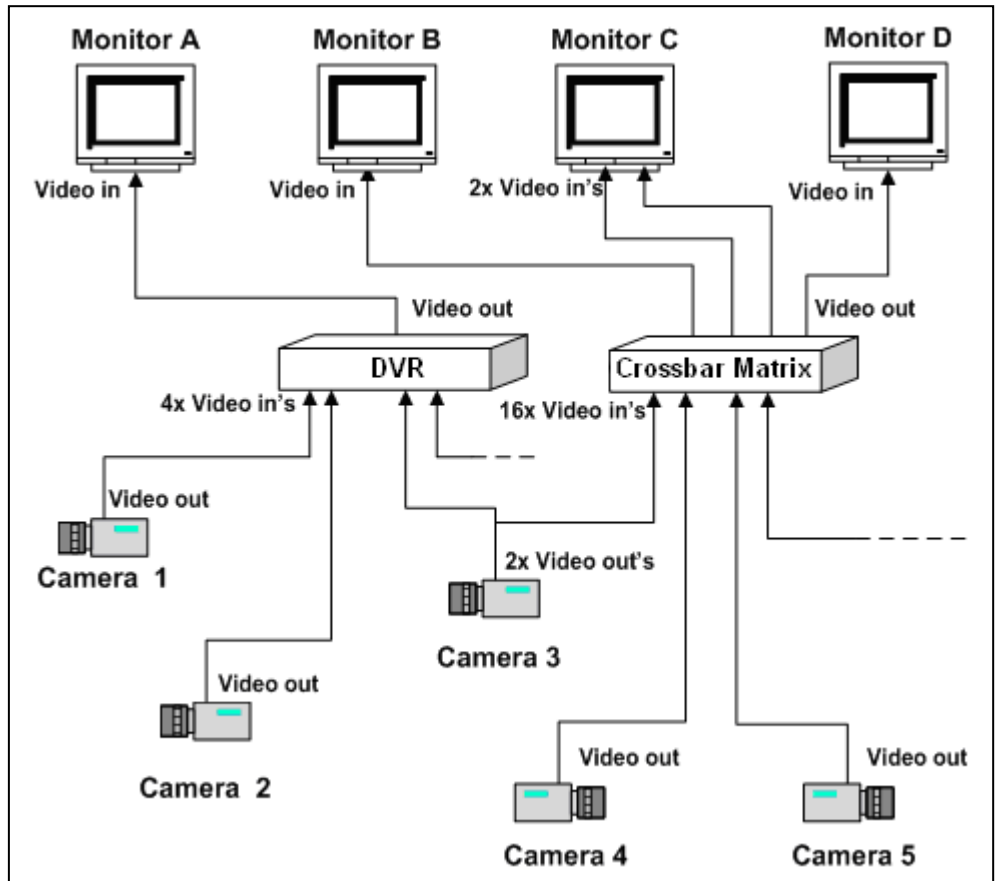 Monitor A
Monitor B
Monitor C
Monitor D
Video in
Video in
2x Video in's
Video in
Video out
Video out
DVR
Crossbar Matrix
4x Video in's
16x Video in's
Video out
Camera 1
2x Video out's
Camera 3
Video out
Camera 2
Video out
Video out
Camera 4
Camera 5